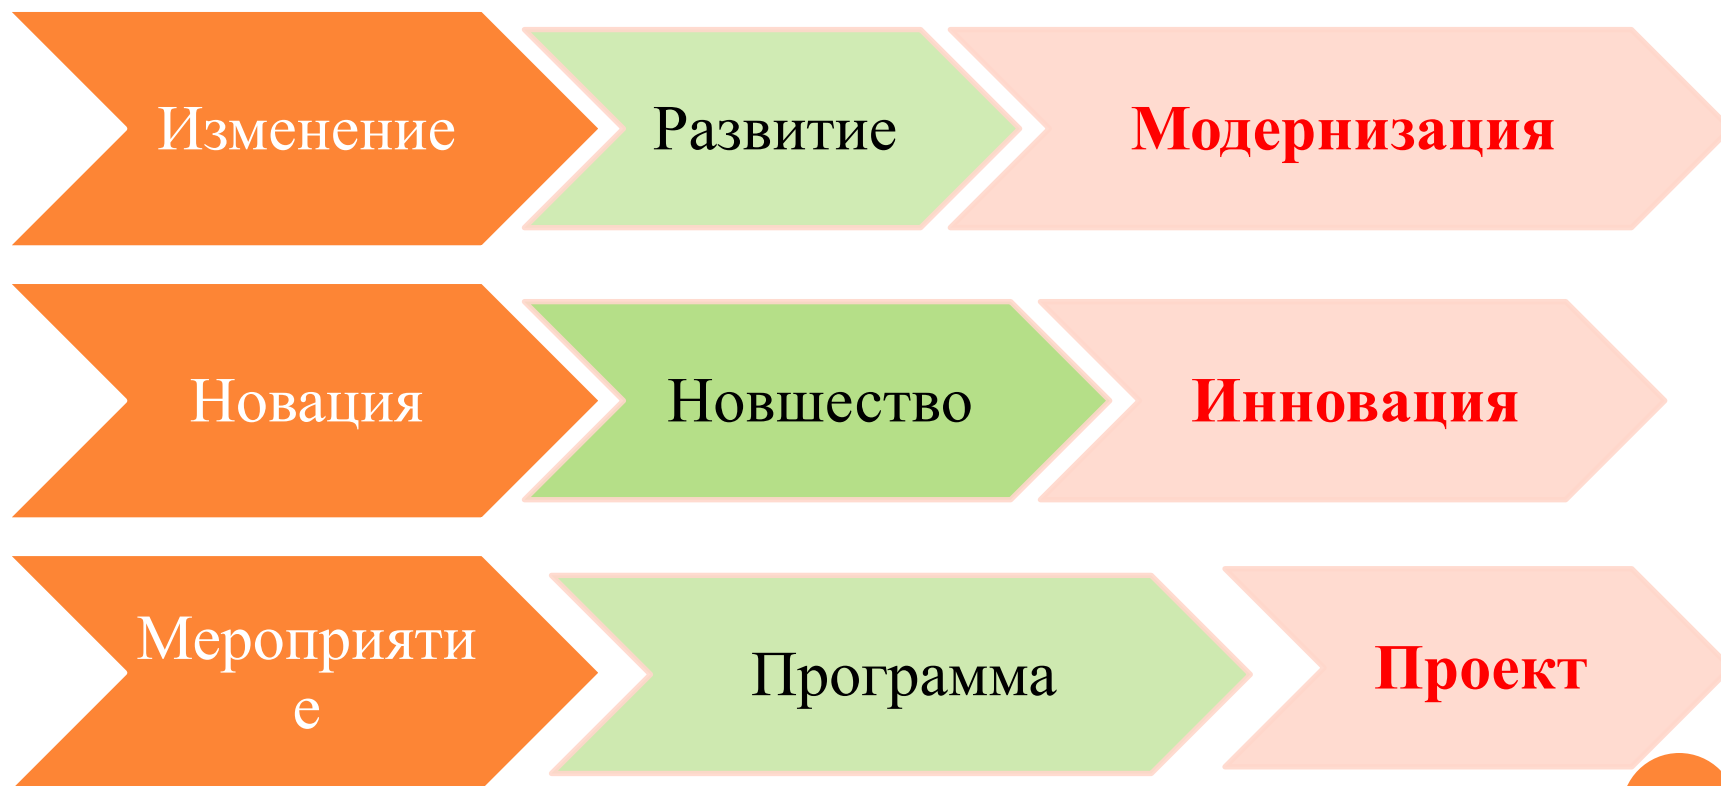 Изменение
Развитие
Модернизация
Новация
Новшество
Инновация
Мероприяти
е
Программа
Проект